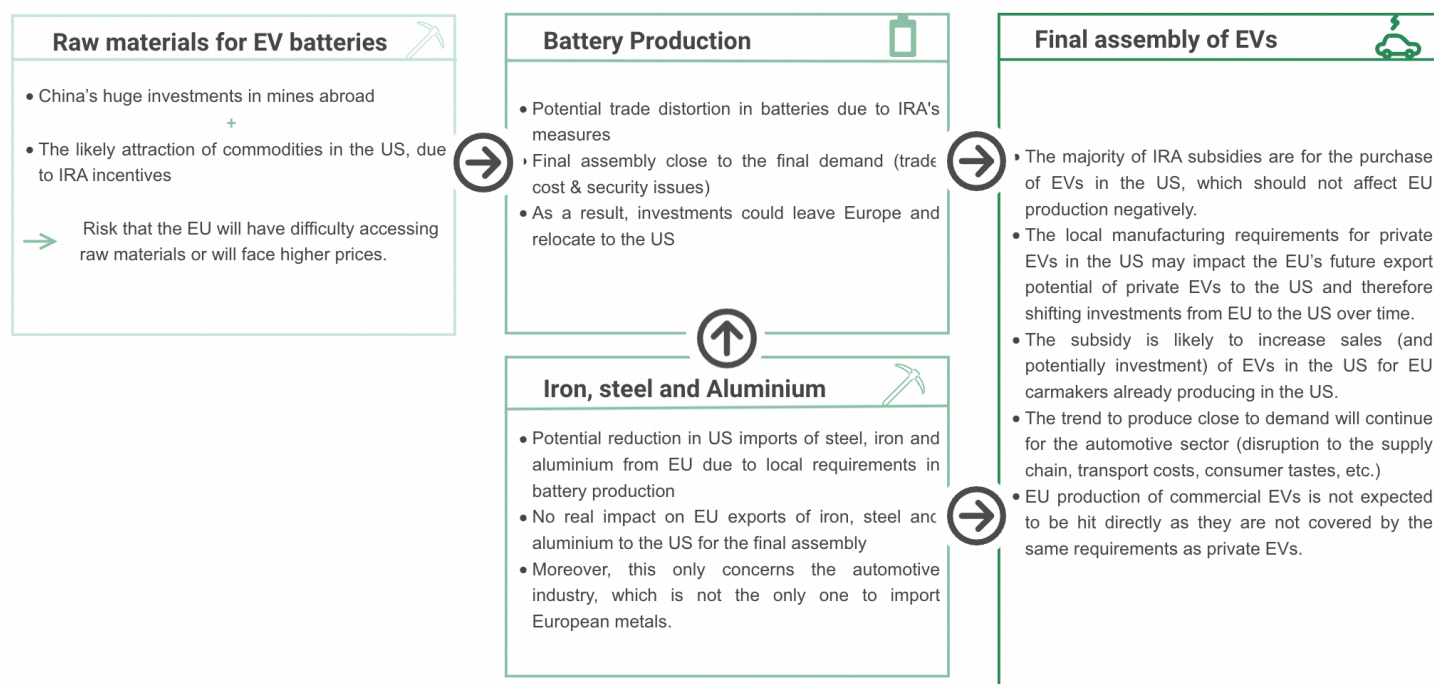 Raw materials for EV batteries
• China's huge investments in mines abroad
+
• The likely attraction of commodities in the US, due
to IRA incentives
Risk that the EU will have difficulty accessing
raw materials or will face higher prices.
Battery Production
• Potential trade distortion in batteries due to IRA's
measures
• Final assembly close to the final demand (trade
cost & security issues)
• As a result, investments could leave Europe and
relocate to the US
Iron, steel and Aluminium
• Potential reduction in US imports of steel, iron and
aluminium from EU due to local requirements in
battery production
• No real impact on EU exports of iron, steel and
aluminium to the US for the final assembly
• Moreover, this only concerns the automotive
industry, which is not the only one to import
European metals.
Final assembly of EVs
• The majority of IRA subsidies are for the purchase
of EVs in the US, which should not affect EU
production negatively.
• The local manufacturing requirements for private
EVs in the US may impact the EU's future export
potential of private EVs to the US and therefore
shifting investments from EU to the US over time.
• The subsidy is likely to increase sales (and
potentially investment) of EVs in the US for EU
carmakers already producing in the US.
• The trend to produce close to demand will continue
for the automotive sector (disruption to the supply
chain, transport costs, consumer tastes, etc.)
• EU production of commercial EVs is not expected
to be hit directly as they are not covered by the
same requirements as private EVs.